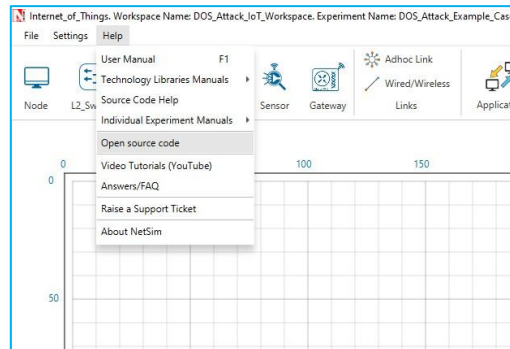 Internet_of_Things. Workspace Name: DOS_Attack_IoT_Workspace. Experiment Name: DOS_Attack_Example_Cas
File Settings Help
User Manual F1
Technology Libraries Manuals
Source Code Help
Individual Experiment Manuals
Open source code
Video Tutorials (YouTube)
Answers/FAQ
Raise a Support Ticket
About NetSim
Node L2_Sw Sensor Gateway Links Applicat
Adhoc Link
Wired/Wireless
0 100 150
0
50